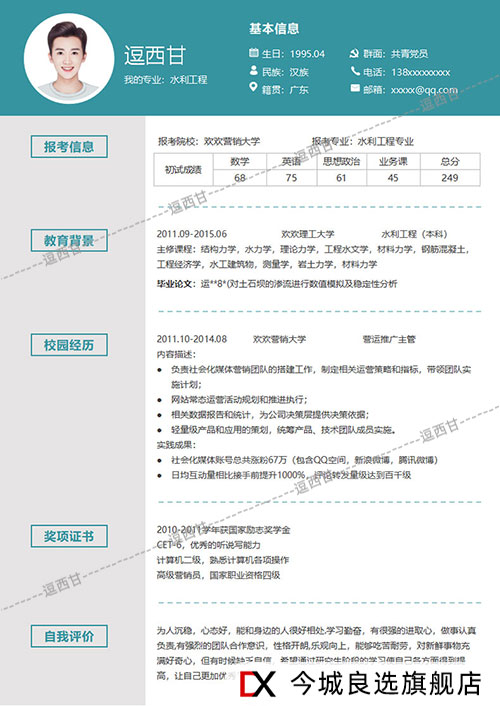 基本信息
逗西甘
我的专业：水利工程
生日：1995.04
群面：共青党员
民族：汉族
电话：138xxxxxxxxx
籍贯：广东
邮箱：xxxxx@qq.com
报考信息
报考院校：欢欢营销大学 报考专业：水利工程专业
初试成绩 数学 英语 思想政治 业务课 总分
68 75 61 45 249
教育背景
2011.09-2015.06 欢欢理工大学 水利工程（本科）
主修课程：结构力学，水力学，理论力学，工程水文学，材料力学，钢筋混凝土，
工程经济学，水工建筑物，测量学，岩土力学，材料力学
毕业论文：运**8*(对土石坝的渗流进行数值模拟及稳定性分析
校园经历
2011.10-2014.08 欢欢营销大学 营运推广主管
内容描述：
● 负责社会化媒体营销团队的搭建工作，制定相关运营策略和指标，带领团队实
施计划；
● 网站常态运营活动规划和推进执行；
● 相关数据报告和统计，为公司决策层提供决策依据；
● 轻量级产品和应用的策划，统筹产品、技术团队成员实施。
实践成果：
● 社会化媒体账号总共涨粉67万（包含QQ空间，新浪微博，腾讯微博）
● 日均互动量相比接手前提升1000%，评论转发量级达到百千级
奖项证书
2010-2011学年获国家励志奖学金
CET-6，优秀的听说写能力
计算机二级，熟悉计算机各项操作
高级营销员，国家职业资格四级
自我评价
为人沉稳，心态好，能和身边的人很好相处,学习勤奋，有很强的进取心，做事认真
负责,有强烈的团队合作意识，性格开朗,乐观向上，能够吃苦耐劳，对新鲜事物充
满好奇心，但有时候缺乏自信，希望通过研究生阶段的学习使自己各方面得到提
高，让自己更加优秀
逗西甘
逗西甘
逗西甘
逗西甘
逗西甘
逗西甘
DX 今城良选旗舰店